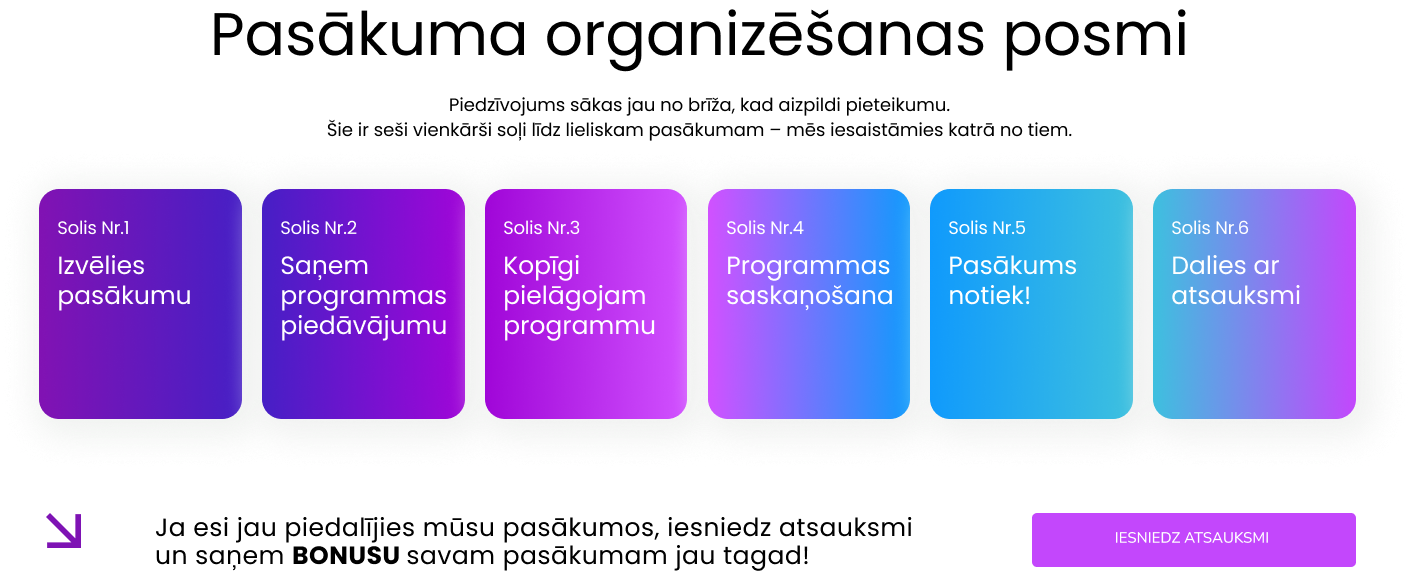 Pasākuma organizēšanas posmi
Piedzīvojums sākas jau no brīža, kad aizpildi pieteikumu.
Šie ir seši vienkārši soļi līdz lieliskam pasākumam – mēs iesaistāmies katrā no tiem.
Solis Nr.1
Izvēlies
pasākumu
Solis Nr.2
Saņem
programmas
piedāvājumu
Solis Nr.3
Kopīgi
pielāgojam
programmu
Solis Nr.4
Programmas
saskaņošana
Solis Nr.5
Pasākums
notiek!
Solis Nr.6
Dalies ar
atsauksmi
Ja esi jau piedalījies mūsu pasākumos, iesniedz atsauksmi
un saņem BONUSU savam pasākumam jau tagad!
IESNIEDZ ATSAUKSMI